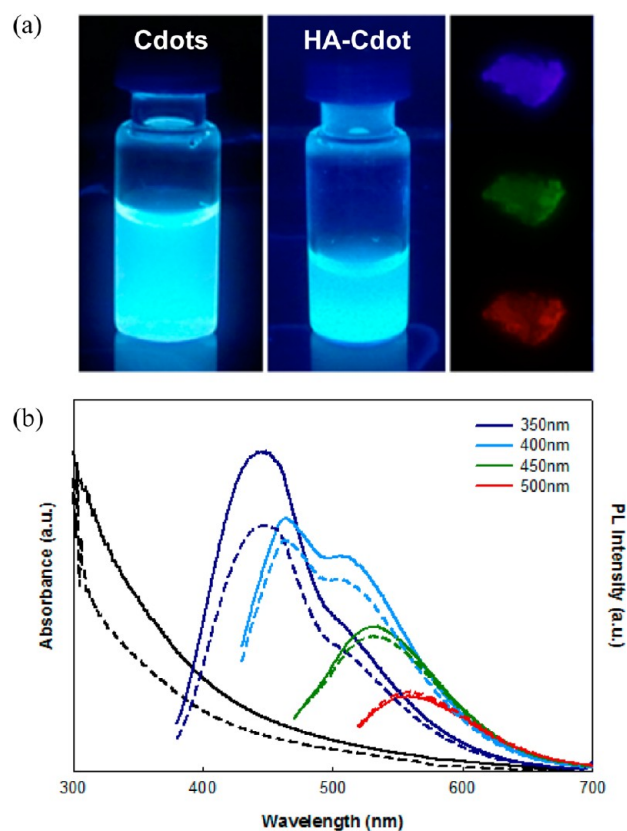 (a)
Cdots
HA-Cdot
(b)
350nm
400nm
450nm
500nm
Absorbance (a.u.)
PL Intensity (a.u.)
300
400
500
600
700
Wavelength (nm)